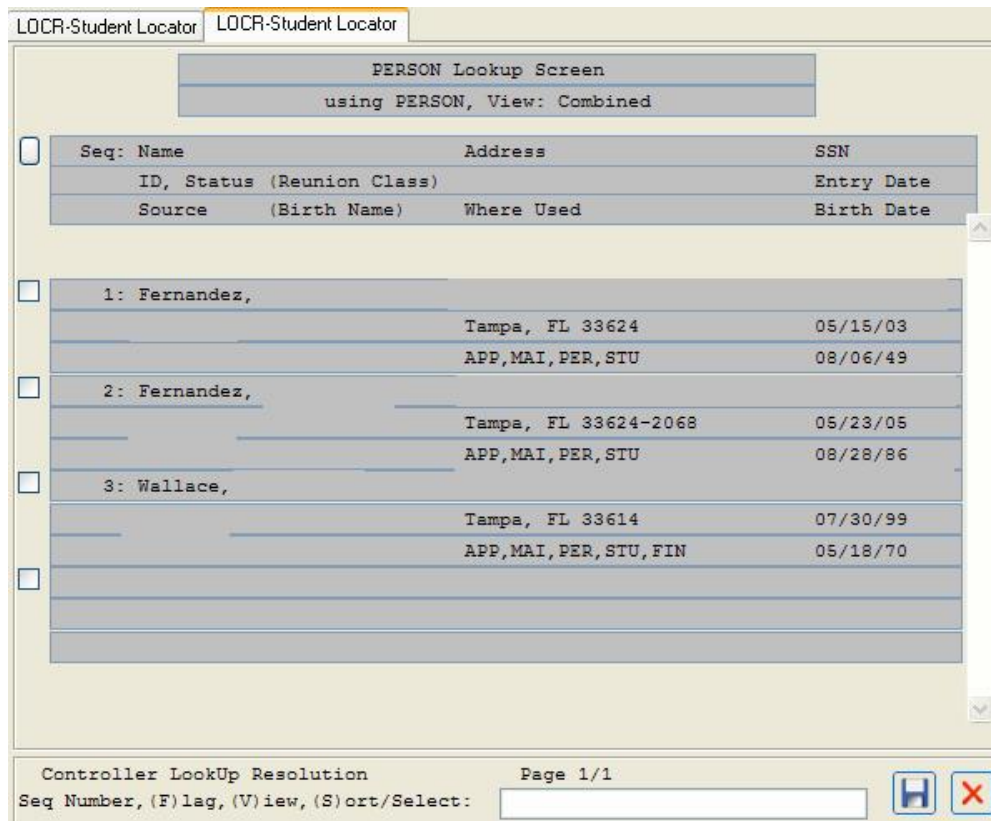 LOCR-Student Locator LOCR-Student Locator
PERSON Lookup Screen
using PERSON, View: Combined
Seq: Name Address SSN
ID, Status (Reunion Class) Entry Date
Source (Birth Name) Where Used Birth Date
1: Fernandez,
Tampa, FL 33624 05/15/03
APP,MAI,PER,STU 08/06/49
2: Fernandez,
Tampa, FL 33624-2068 05/23/05
APP,MAI,PER,STU 08/28/86
3: Wallace,
Tampa, FL 33614 07/30/99
APP,MAI,PER,STU,FIN 05/18/70
Controller LookUp Resolution Page 1/1
Seq Number,(F)lag,(V)iew,(S)ort/Select: